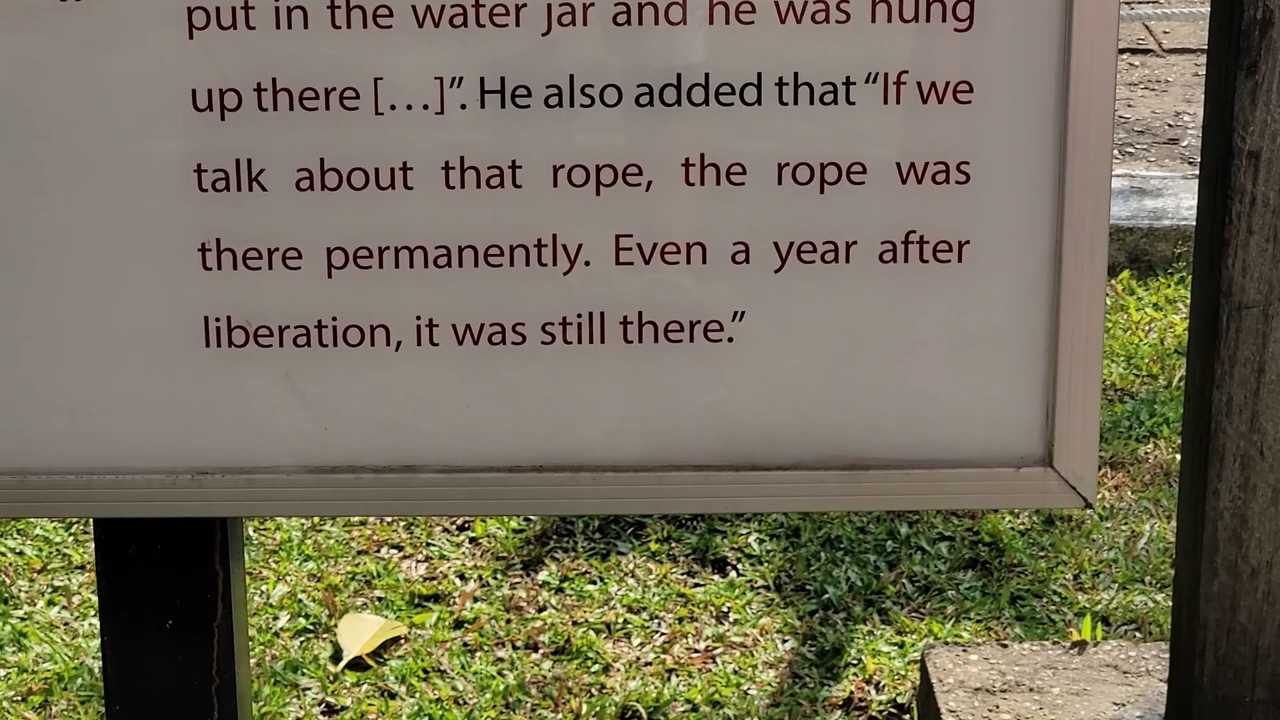 put in the water jar and he was hung
up there [...]”. He also added that “If we
talk about that rope, the rope was
there permanently. Even a year after
liberation, it was still there.”